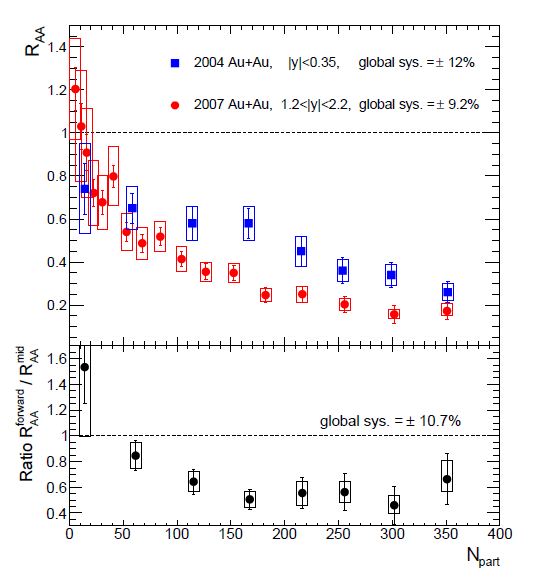 R_AA
1.4
2004 Au+Au, |y|<0.35, global sys. = ± 12%
1.2
2007 Au+Au, 1.2<|y|<2.2, global sys. = ± 9.2%
1
0.8
0.6
0.4
0.2
Ratio R_AA^forward / R_AA^mid
1.6
1.4
1.2
global sys. = ± 10.7%
1
0.8
0.6
0.4
0 50 100 150 200 250 300 350 400
N_part